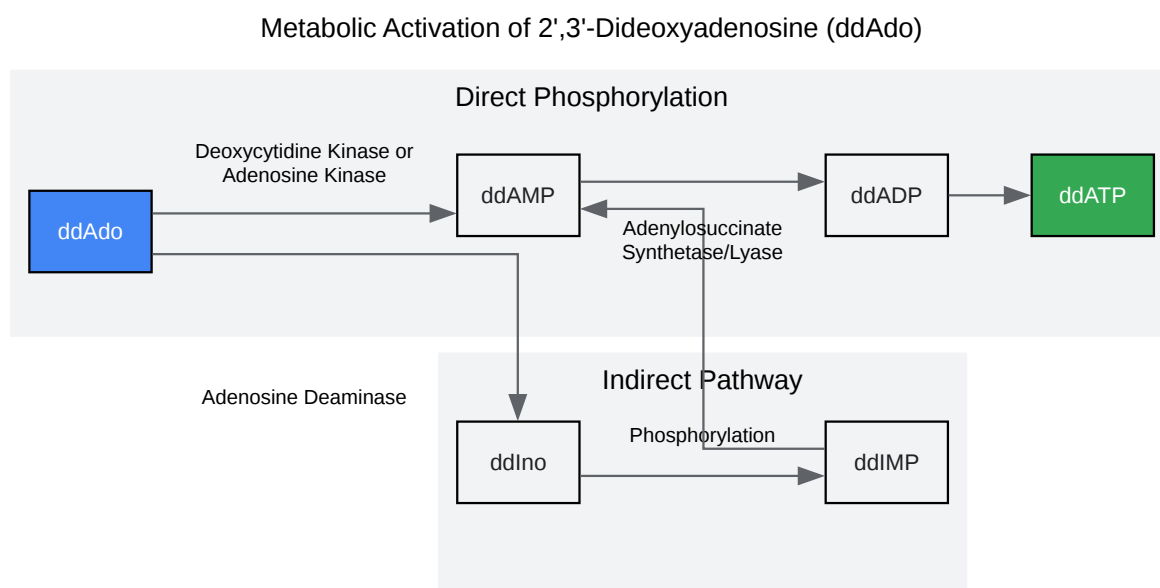 Metabolic Activation of 2',3'-Dideoxyadenosine (ddAdo)
Direct Phosphorylation
Deoxycytidine Kinase or
Adenosine Kinase
ddAdo
ddAMP
ddADP
ddATP
Adenylosuccinate
Synthetase/Lyase
Indirect Pathway
Adenosine Deaminase
Phosphorylation
ddIno
ddIMP